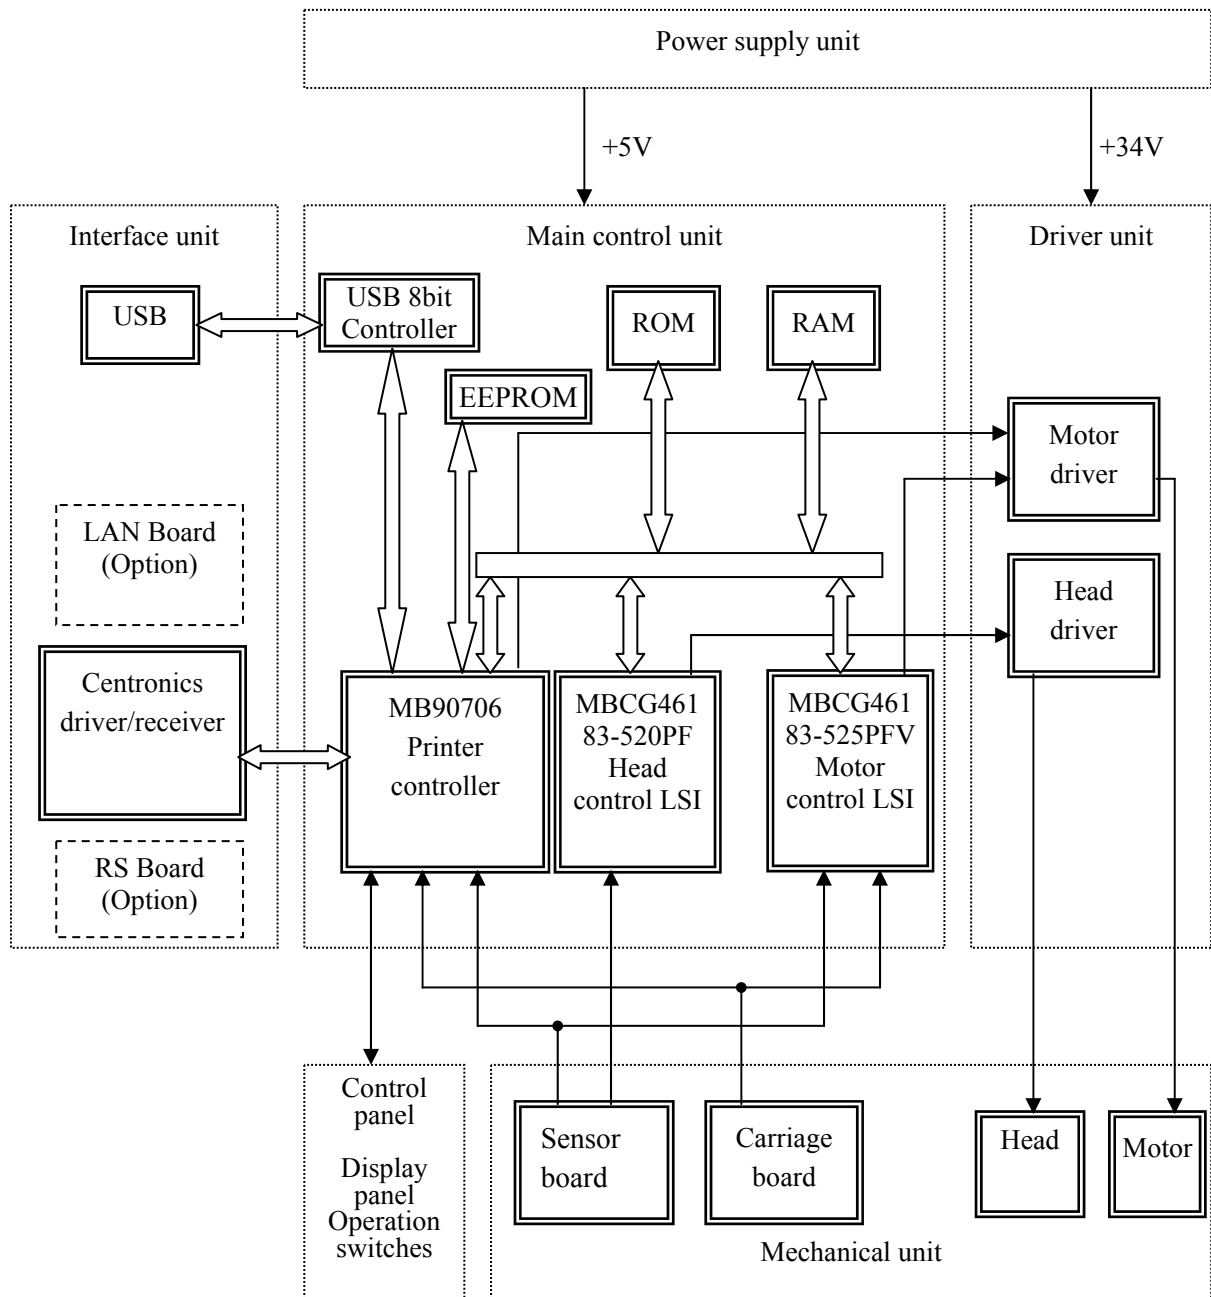 Power supply unit
+5V
+34V
Interface unit
Main control unit
Driver unit
USB
USB 8bit
Controller
ROM
RAM
EEPROM
Motor
driver
LAN Board
(Option)
Head
driver
Centronics
driver/receiver
MB90706
Printer
controller
MBCG461
83-520PF
Head
control LSI
MBCG461
83-525PFV
Motor
control LSI
RS Board
(Option)
Control
panel
Display
panel
Operation
switches
Sensor
board
Carriage
board
Head
Motor
Mechanical unit